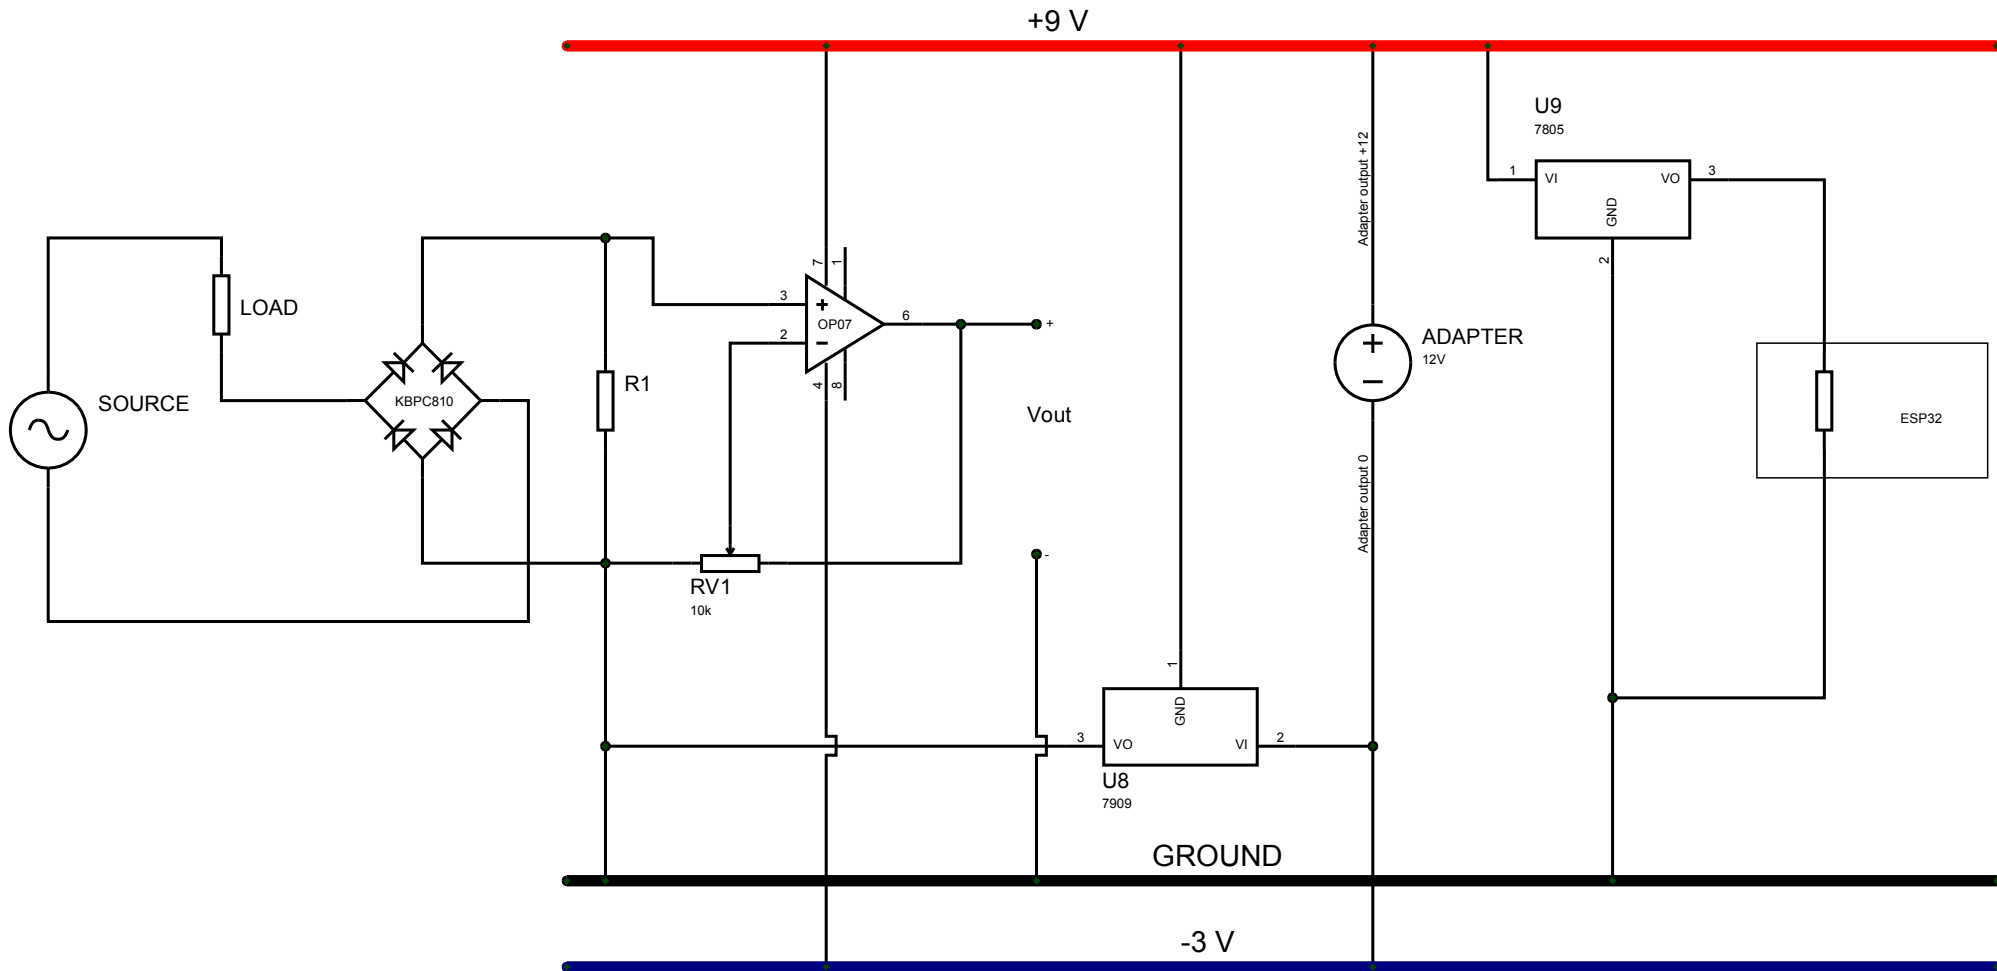 +9 V
U9
7805
1
VI
VO
3
GND
2
Adapter output +12
7
1
3
2
OP07
6
+
4
8
LOAD
SOURCE
KBPC810
R1
ADAPTER
12V
ESP32
Vout
Adapter output 0
-
RV1
10k
1
GND
3
VO
VI
2
U8
7909
GROUND
-3 V